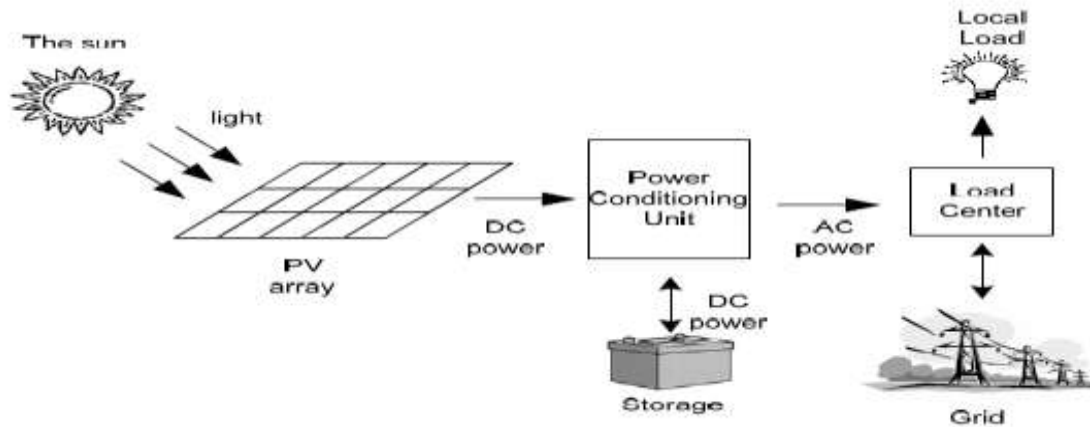 The sun
light
PV
array
DC
power
Power
Conditioning
Unit
DC
power
Storage
AC
power
Local
Load
Load
Center
Grid